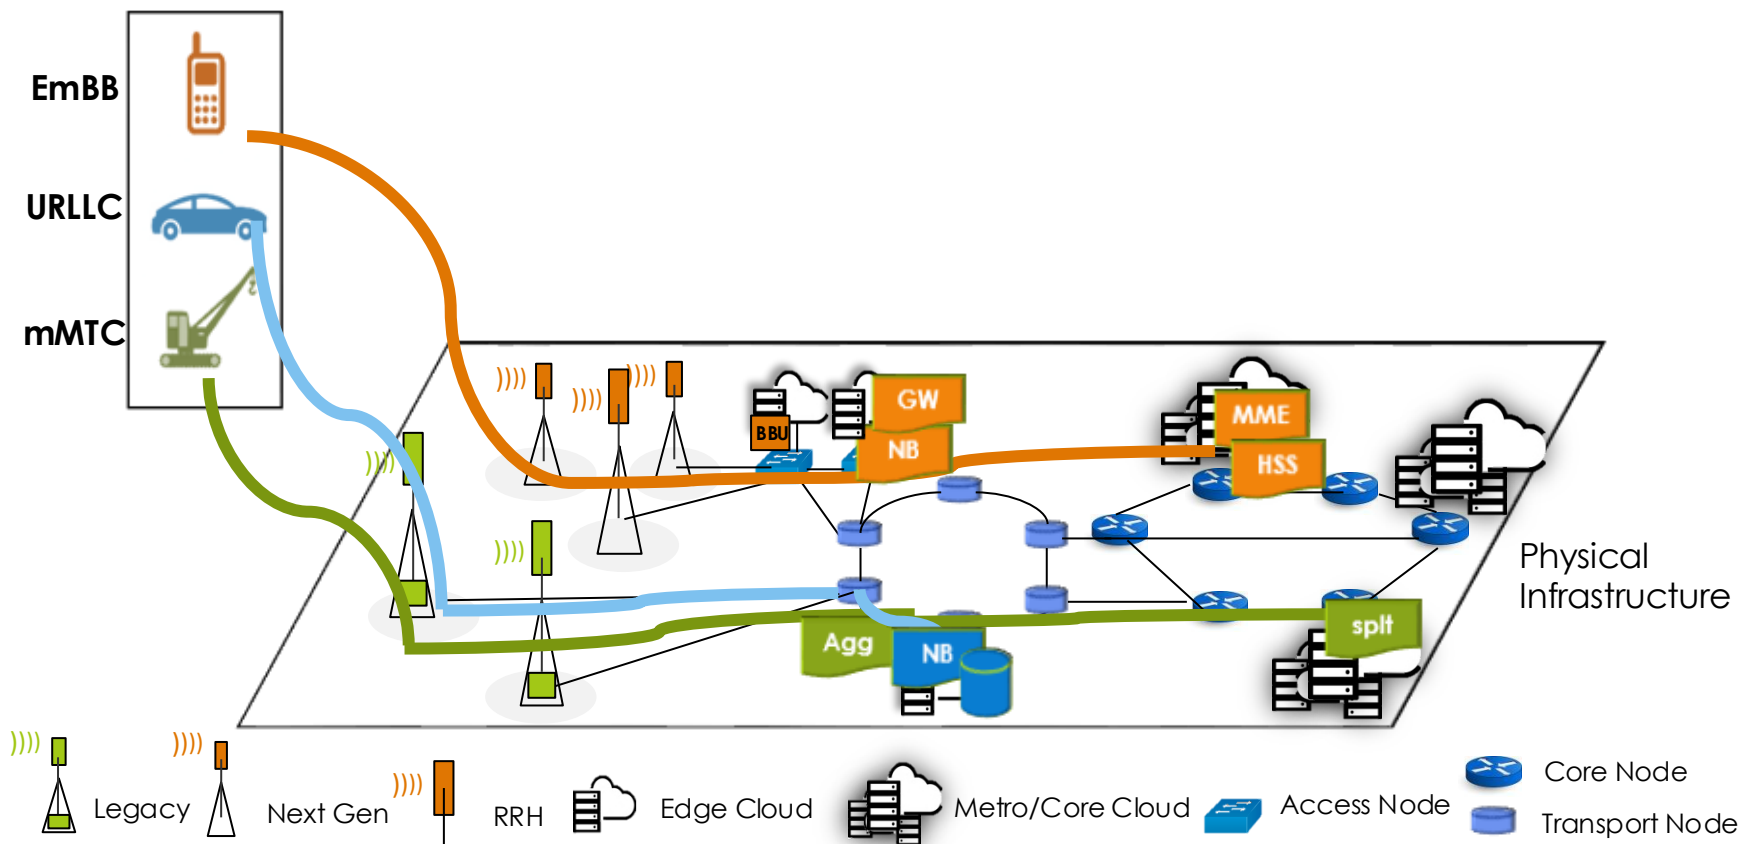 EmBB
URLLC
mMTC
GW
BBU
NB
MME
HSS
Agg
NB
splt
Physical
Infrastructure
Legacy
Next Gen
RRH
Edge Cloud
Metro/Core Cloud
Access Node
Core Node
Transport Node